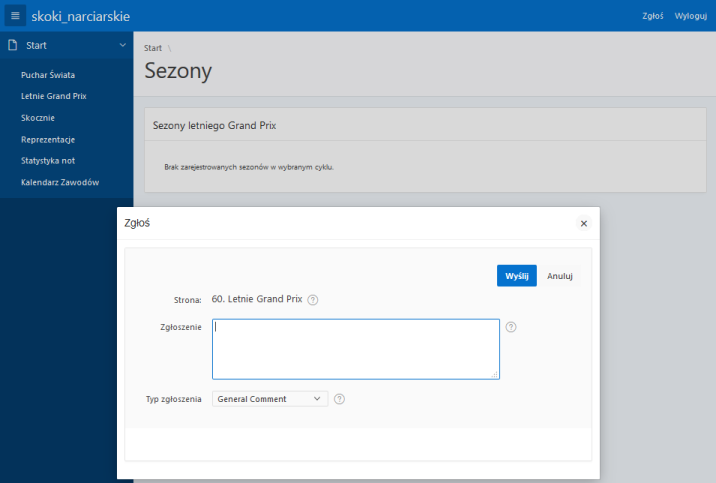 skoki_narciarskie
Zgłoś Wyloguj
Start
Puchar Świata
Letnie Grand Prix
Skocznie
Reprezentacje
Statystyka not
Kalendarz Zawodów
Start \
Sezony
Sezony letniego Grand Prix
Brak zarejestrowanych sezonów w wybranym cyklu.
Zgłoś
Wyślij Anuluj
Strona: 60. Letnie Grand Prix ?
Zgłoszenie ?
Typ zgłoszenia General Comment ?